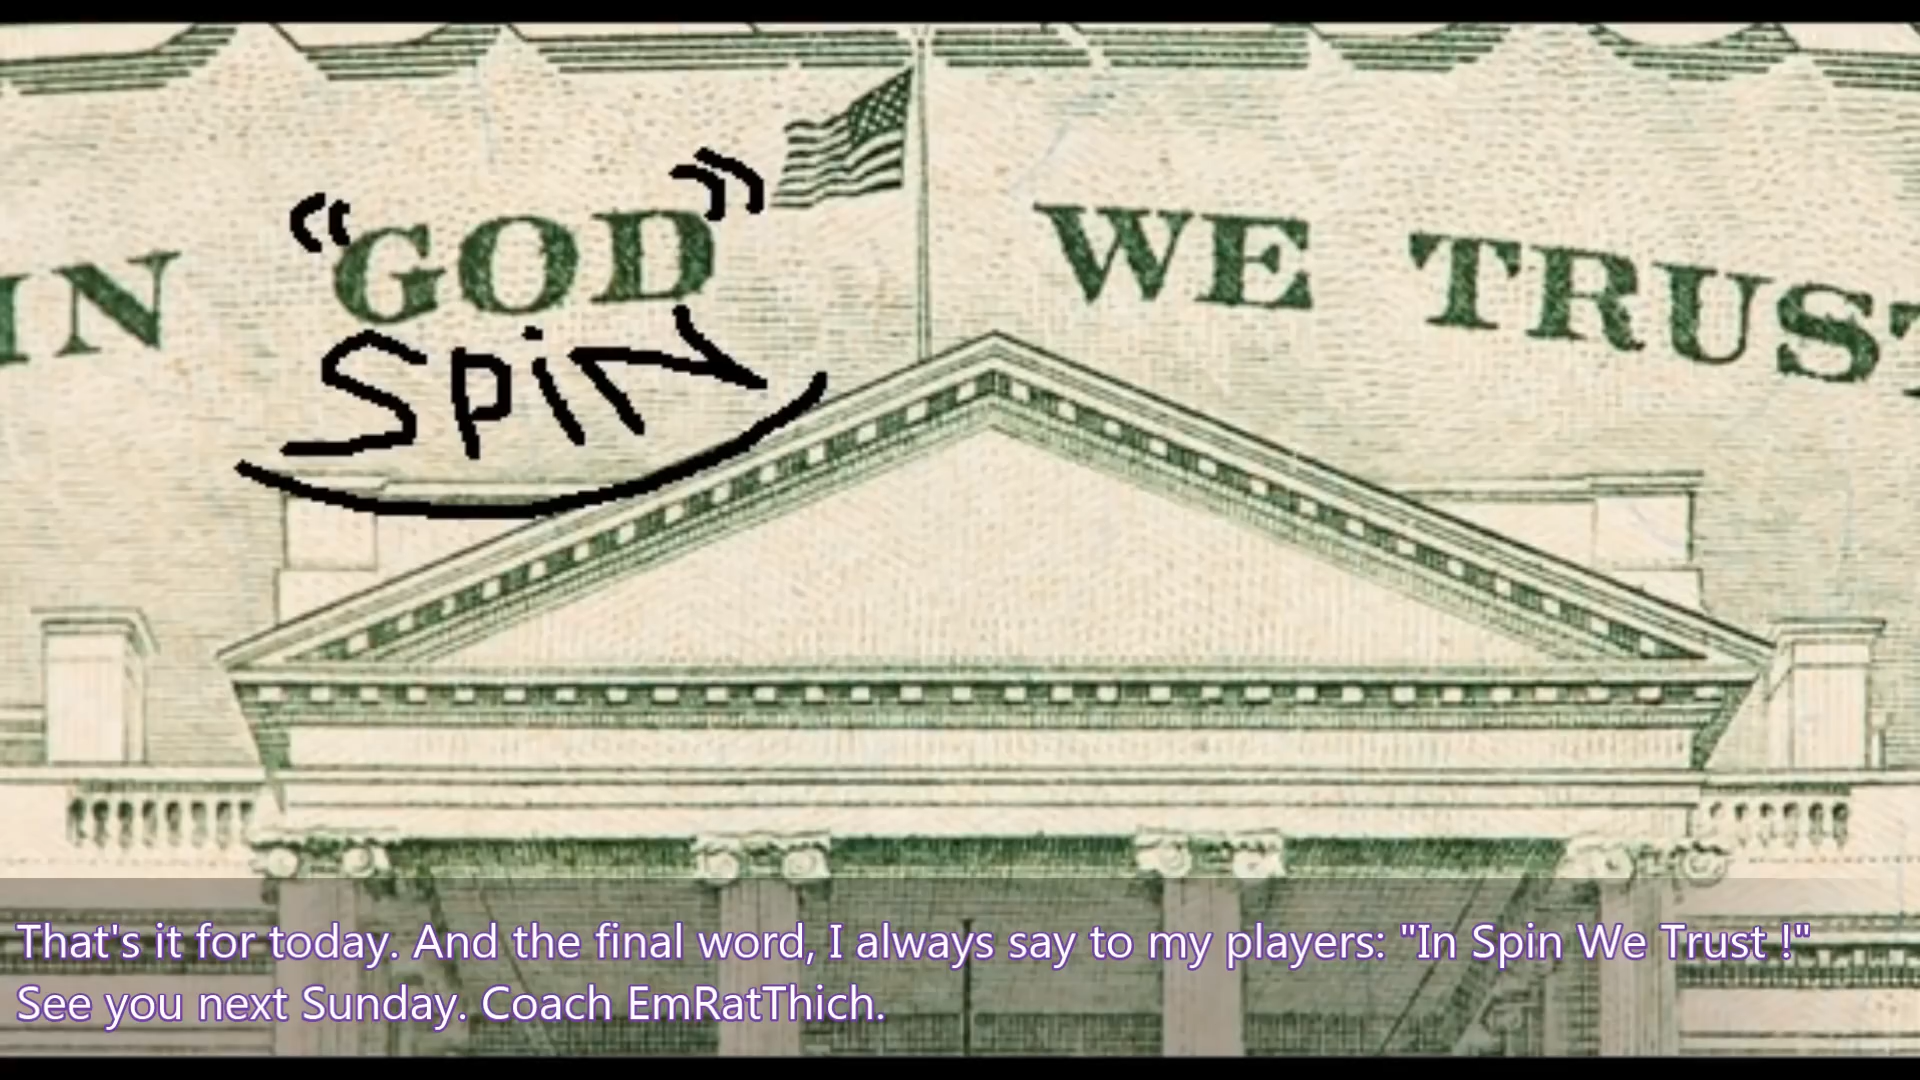 IN "GOD" WE TRUST
SPiN
That's it for today. And the final word, I always say to my players: "In Spin We Trust !"
See you next Sunday. Coach EmRatThich.